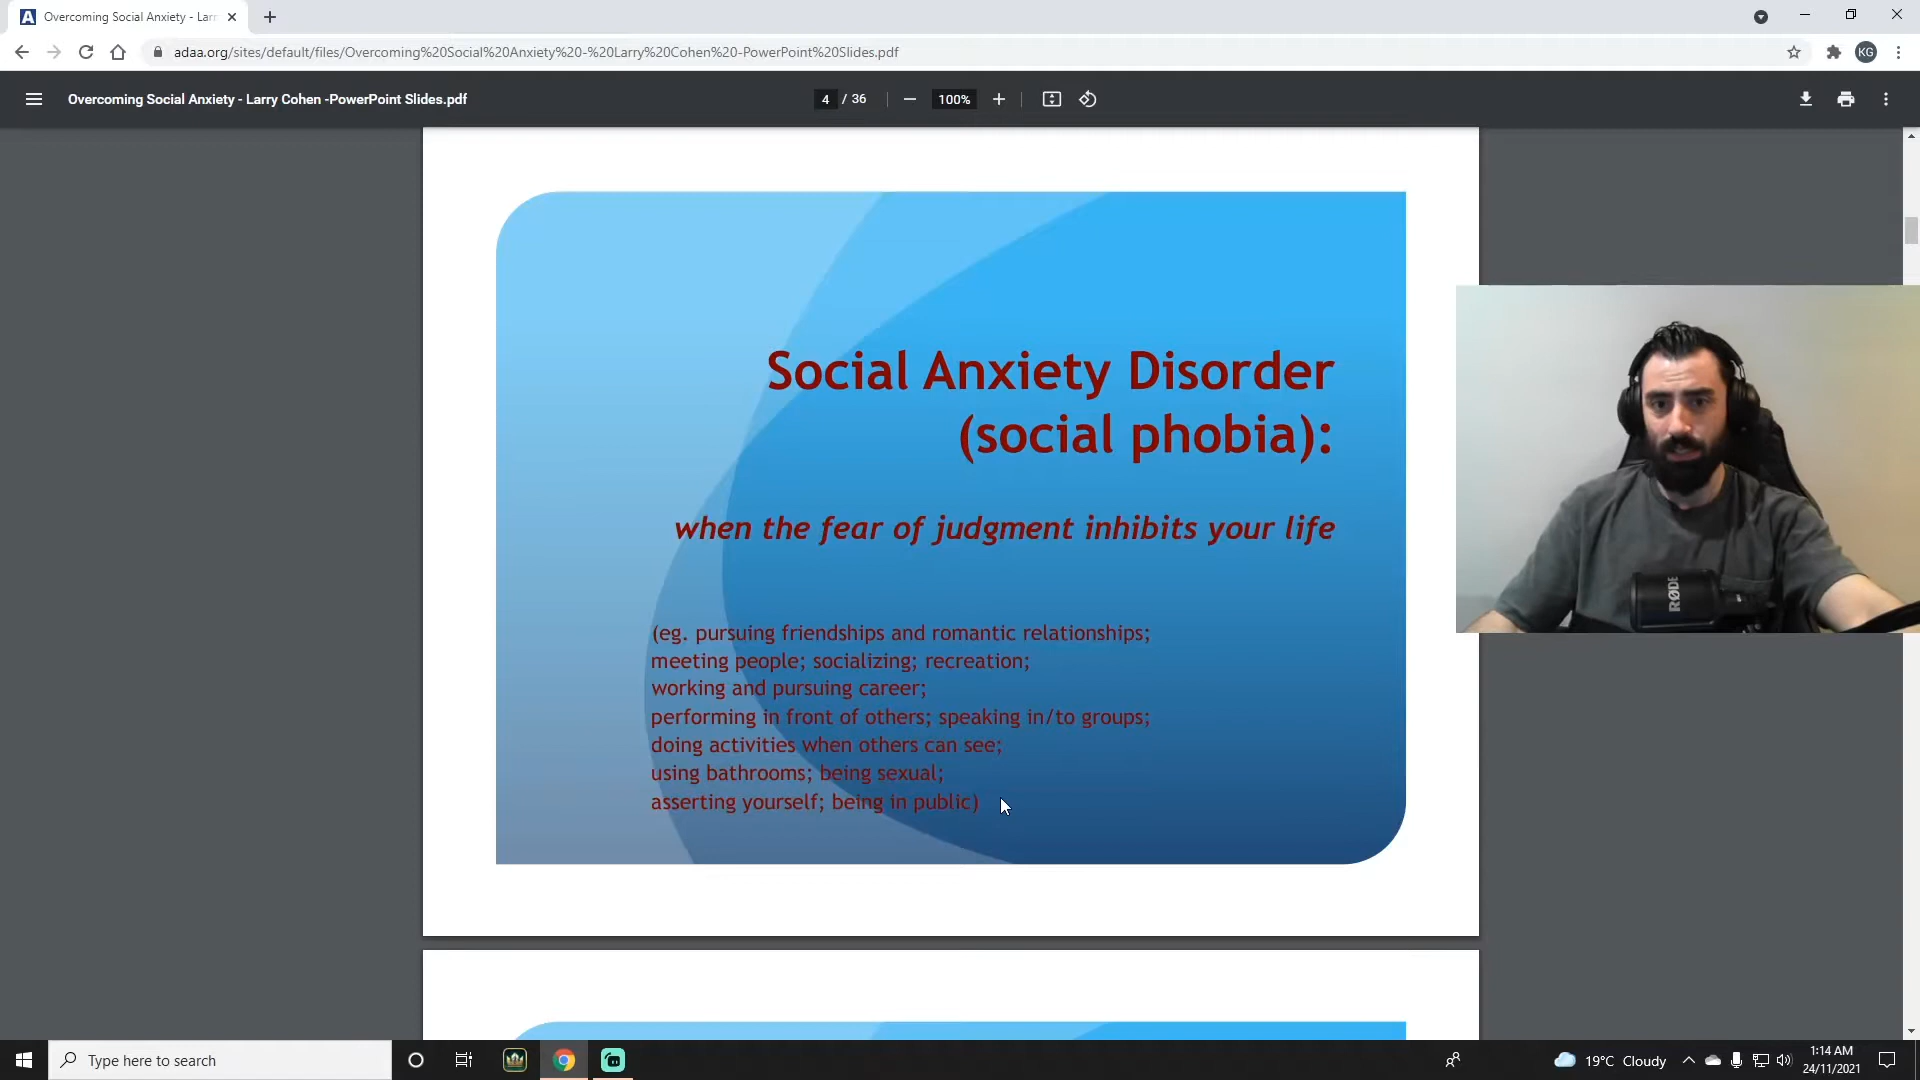 Overcoming Social Anxiety - Larr
adaa.org/sites/default/files/Overcoming%20Social%20Anxiety%20-%20Larry%20Cohen%20-PowerPoint%20Slides.pdf
KG
Overcoming Social Anxiety - Larry Cohen -PowerPoint Slides.pdf
4 / 36
100%
Social Anxiety Disorder
(social phobia):
when the fear of judgment inhibits your life
(eg. pursuing friendships and romantic relationships;
meeting people; socializing; recreation;
working and pursuing career;
performing in front of others; speaking in/to groups;
doing activities when others can see;
using bathrooms; being sexual;
asserting yourself; being in public)
RØDE
Type here to search
19°C Cloudy
1:14 AM
24/11/2021